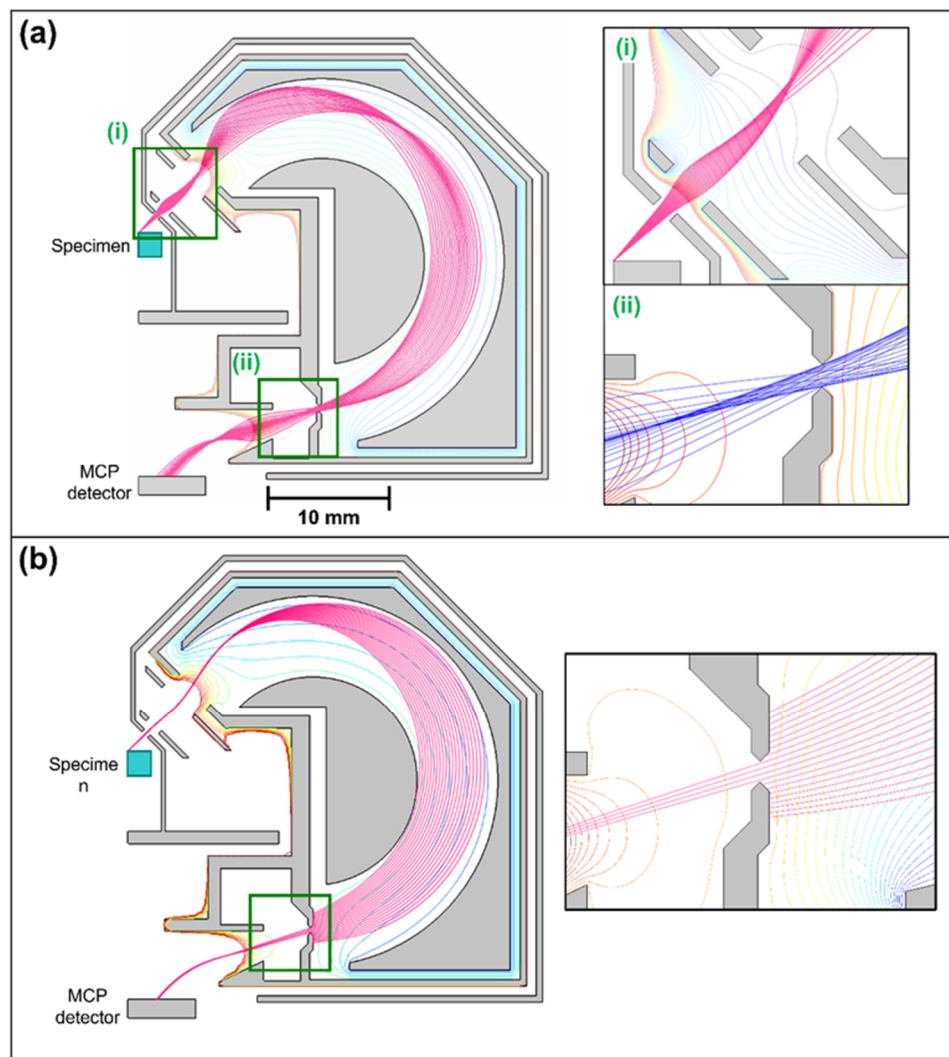 (a)
(i)
Specimen
(ii)
MCP
detector
10 mm
(i)
(ii)
(b)
Specime
n
MCP
detector